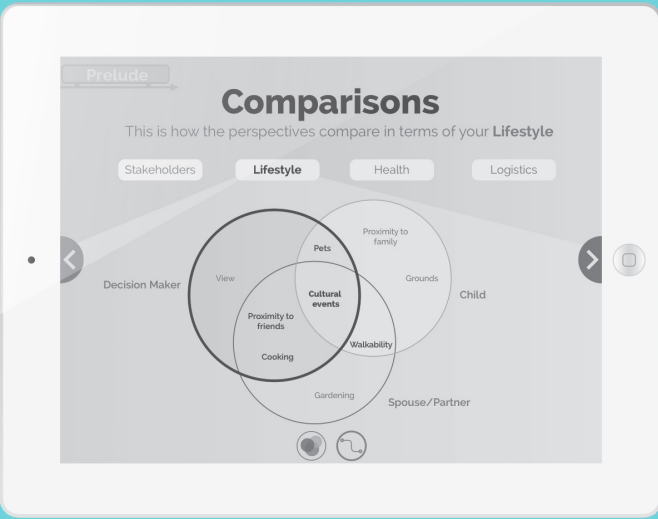 Prelude
Comparisons
This is how the perspectives compare in terms of your Lifestyle
Stakeholders
Lifestyle
Health
Logistics
Proximity to
family
Pets
View
Grounds
Decision Maker
Cultural
events
Child
Proximity to
friends
Walkability
Cooking
Gardening
Spouse/Partner